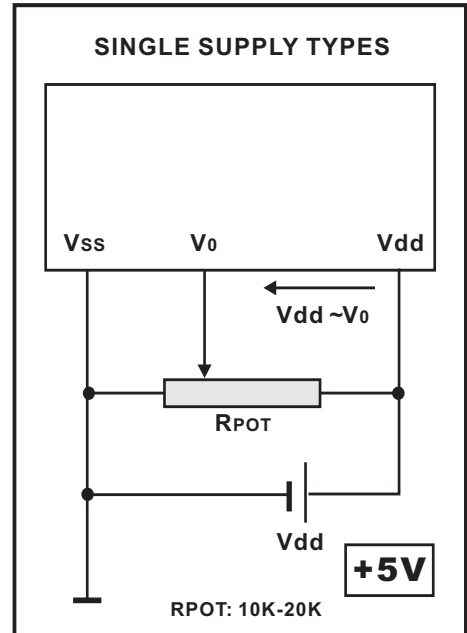 SINGLE SUPPLY TYPES
Vss V0 Vdd
Vdd ~V0
RPOT
Vdd
+5V
RPOT: 10K-20K